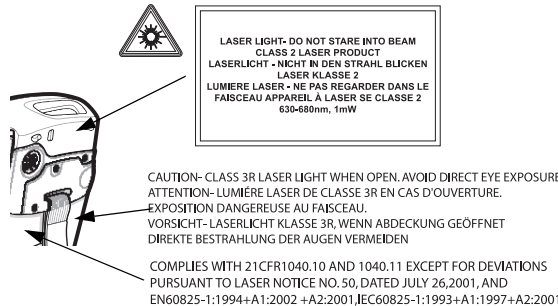 LASER LIGHT- DO NOT STARE INTO BEAM
CLASS 2 LASER PRODUCT
LASERLICHT - NICHT IN DEN STRAHL BLICKEN
LASER KLASSE 2
LUMIERE LASER - NE PAS REGARDER DANS LE
FAISCEAU APPAREIL À LASER SE CLASSE 2
630-680nm, 1mW
CAUTION- CLASS 3R LASER LIGHT WHEN OPEN. AVOID DIRECT EYE EXPOSURE
ATTENTION- LUMIÉRE LASER DE CLASSE 3R EN CAS D'OUVERTURE.
EXPOSITION DANGEREUSE AU FAISCEAU.
VORSICHT- LASERLICHT KLASSE 3R, WENN ABDECKUNG GEÖFFNET
DIREKTE BESTRAHLUNG DER AUGEN VERMEIDEN
COMPLIES WITH 21CFR1040.10 AND 1040.11 EXCEPT FOR DEVIATIONS
PURSUANT TO LASER NOTICE NO. 50, DATED JULY 26,2001, AND
EN60825-1:1994+A1:2002 +A2:2001,IEC60825-1:1993+A1:1997+A2:2001